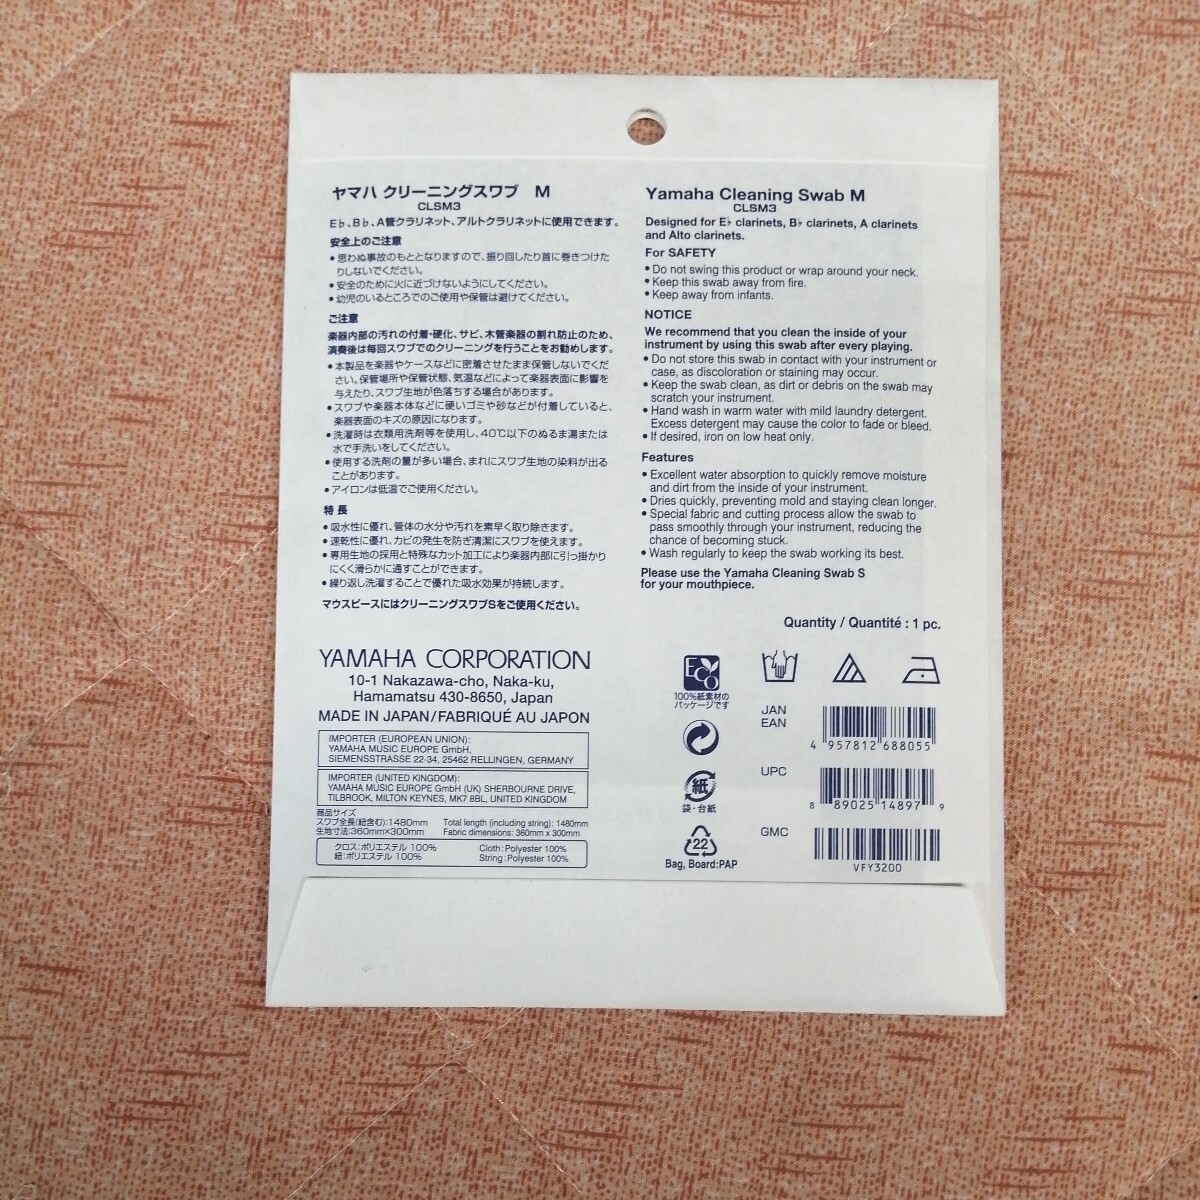 ヤマハ クリーニングスワブ M
CLSM3
E♭、B♭、A管クラリネット、アルトクラリネットに使用できます。
安全上のご注意
• 思わぬ事故のもととなりますので、振り回したり首に巻きつけた
りしないでください。
• 安全のために火に近づけないようにしてください。
• 幼児のいるところでのご使用や保管は避けてください。
ご注意
楽器内部の汚れの付着・硬化、サビ、木管楽器の割れ防止のため、
演奏後は毎回スワブでのクリーニングを行うことをお勧めします。
• 本製品を楽器やケースなどに密着させたまま保管しないでくだ
さい。保管場所や保管状態、気温などによって楽器表面に影響を
与えたり、スワブ生地が色落ちする場合があります。
• スワブや楽器本体などに硬いゴミや砂などが付着していると、
楽器表面のキズの原因になります。
• 洗濯時は衣類用洗剤等を使用し、40℃以下のぬるま湯または
水で手洗いをしてください。
• 使用する洗剤の量が多い場合、まれにスワブ生地の染料が出る
ことがあります。
• アイロンは低温でご使用ください。
特長
• 吸水性に優れ、管体の水分や汚れを素早く取り除きます。
• 速乾性に優れ、カビの発生を防ぎ清潔にスワブを使えます。
• 専用生地の採用と特殊なカット加工により楽器内部に引っ掛かり
にくく滑らかに通すことができます。
• 繰り返し洗濯することで優れた吸水効果が持続します。
マウスピースにはクリーニングスワブSをご使用ください。
YAMAHA CORPORATION
10-1 Nakazawa-cho, Naka-ku,
Hamamatsu 430-8650, Japan
MADE IN JAPAN/FABRIQUÉ AU JAPON
IMPORTER (EUROPEAN UNION):
YAMAHA MUSIC EUROPE GmbH,
SIEMENSSTRASSE 22-34, 25462 RELLINGEN, GERMANY
IMPORTER (UNITED KINGDOM):
YAMAHA MUSIC EUROPE GmbH (UK) SHERBOURNE DRIVE,
TILBROOK, MILTON KEYNES, MK7 8BL, UNITED KINGDOM
商品サイズ
スワブ全長(紐含む):1480mm Total length (including string): 1480mm
生地寸法:360mm×300mm Fabric dimensions: 360mm x 300mm
クロス:ポリエステル 100% Cloth:Polyester 100%
紐:ポリエステル 100% String:Polyester 100%
Yamaha Cleaning Swab M
CLSM3
Designed for E♭ clarinets, B♭ clarinets, A clarinets
and Alto clarinets.
For SAFETY
• Do not swing this product or wrap around your neck.
• Keep this swab away from fire.
• Keep away from infants.
NOTICE
We recommend that you clean the inside of your
instrument by using this swab after every playing.
• Do not store this swab in contact with your instrument or
case, as discoloration or staining may occur.
• Keep the swab clean, as dirt or debris on the swab may
scratch your instrument.
• Hand wash in warm water with mild laundry detergent.
Excess detergent may cause the color to fade or bleed.
• If desired, iron on low heat only.
Features
• Excellent water absorption to quickly remove moisture
and dirt from the inside of your instrument.
• Dries quickly, preventing mold and staying clean longer.
• Special fabric and cutting process allow the swab to
pass smoothly through your instrument, reducing the
chance of becoming stuck.
• Wash regularly to keep the swab working its best.
Please use the Yamaha Cleaning Swab S
for your mouthpiece.
Quantity / Quantité : 1 pc.
ECO
100%紙素材の
パッケージです
紙
袋・台紙
22
Bag, Board:PAP
JAN
EAN
4 957812 688055
UPC
8 89025 14897 9
GMC
VFY3200